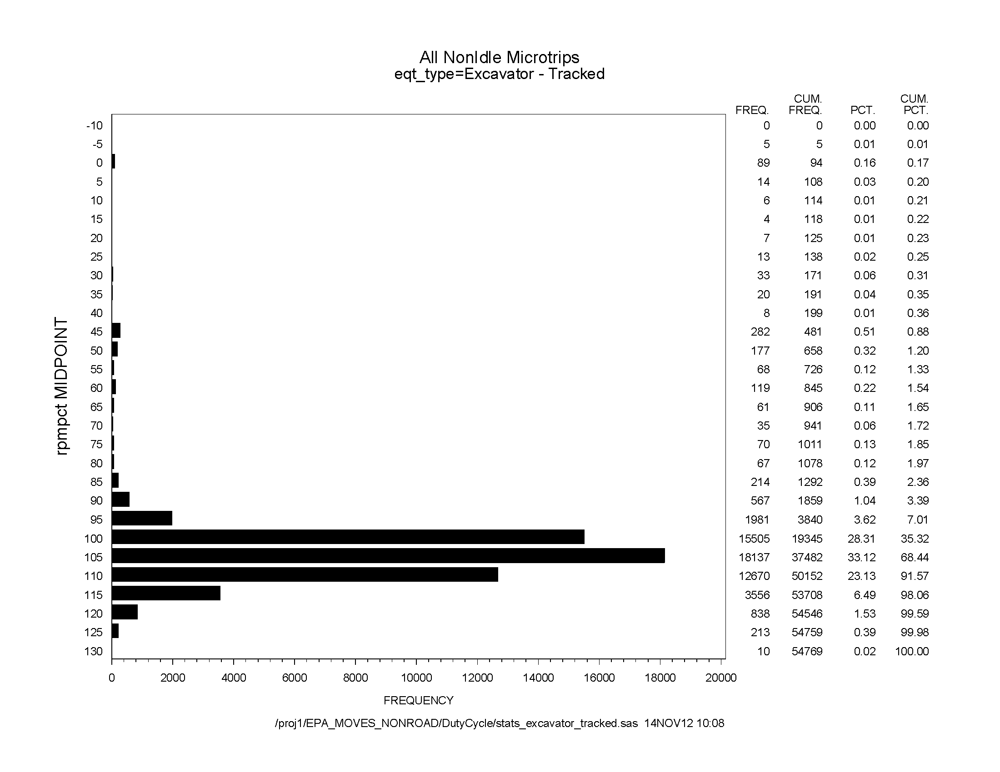 All NonIdle Microtrips
eqt_type=Excavator - Tracked
CUM. CUM.
FREQ. FREQ. PCT. PCT.
-10 0 0 0.00 0.00
-5 5 5 0.01 0.01
0 89 94 0.16 0.17
5 14 108 0.03 0.20
10 6 114 0.01 0.21
15 4 118 0.01 0.22
20 7 125 0.01 0.23
25 13 138 0.02 0.25
30 33 171 0.06 0.31
35 20 191 0.04 0.35
40 8 199 0.01 0.36
45 282 481 0.51 0.88
50 177 658 0.32 1.20
55 68 726 0.12 1.33
60 119 845 0.22 1.54
65 61 906 0.11 1.65
70 35 941 0.06 1.72
75 70 1011 0.13 1.85
80 67 1078 0.12 1.97
85 214 1292 0.39 2.36
90 567 1859 1.04 3.39
95 1981 3840 3.62 7.01
100 15505 19345 28.31 35.32
105 18137 37482 33.12 68.44
110 12670 50152 23.13 91.57
115 3556 53708 6.49 98.06
120 838 54546 1.53 99.59
125 213 54759 0.39 99.98
130 10 54769 0.02 100.00
rpmpct MIDPOINT
0 2000 4000 6000 8000 10000 12000 14000 16000 18000 20000
FREQUENCY
/proj1/EPA_MOVES_NONROAD/DutyCycle/stats_excavator_tracked.sas 14NOV12 10:08